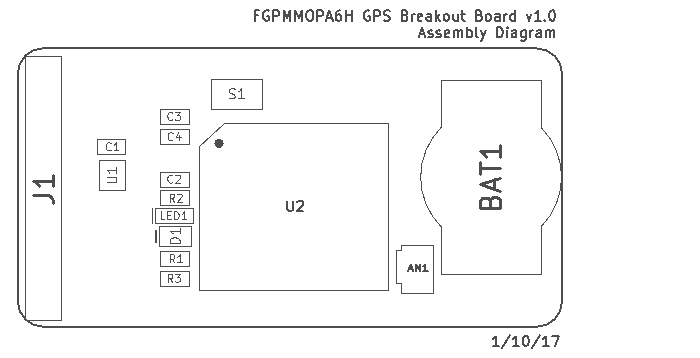 FGPMMOPA6H GPS Breakout Board v1.0
Assembly Diagram
S1
C3
C4
C1
U1
J1
C2
R2
LED1
D1
R1
R3
U2
BAT1
AN1
1/10/17